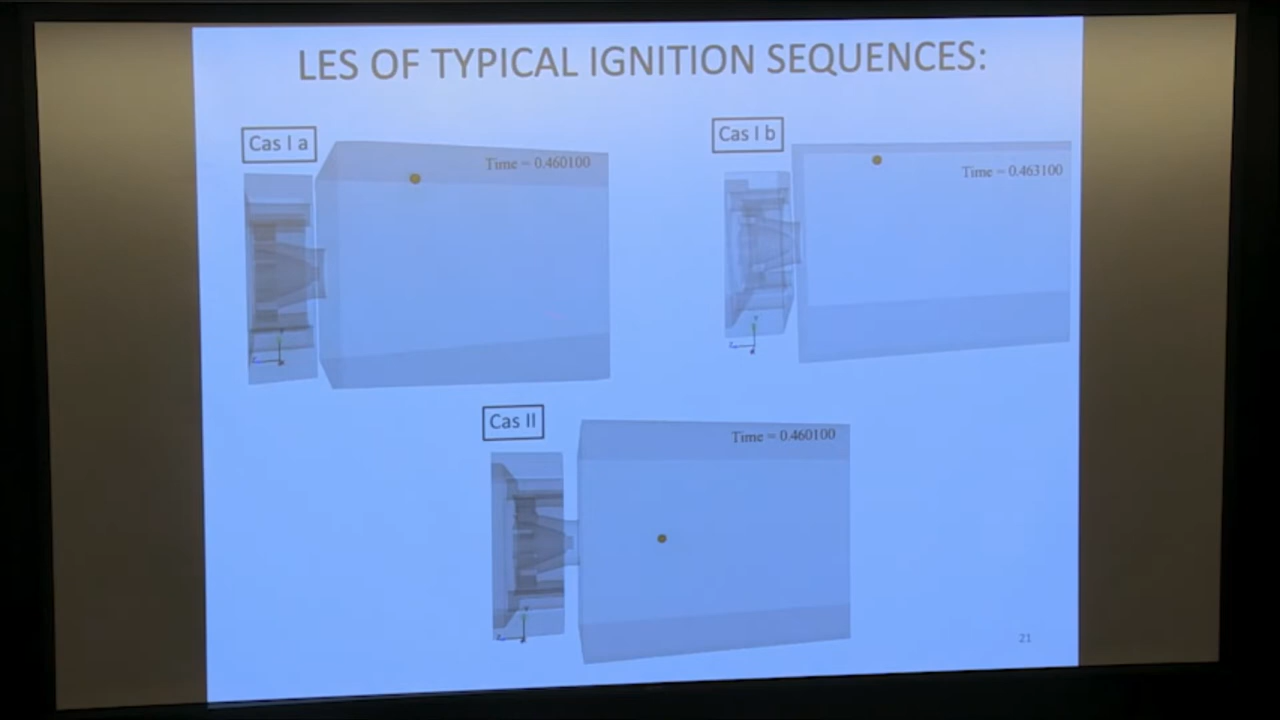 LES OF TYPICAL IGNITION SEQUENCES:
Cas I a
Time = 0.460100
Cas I b
Time = 0.463100
Cas II
Time = 0.460100
21